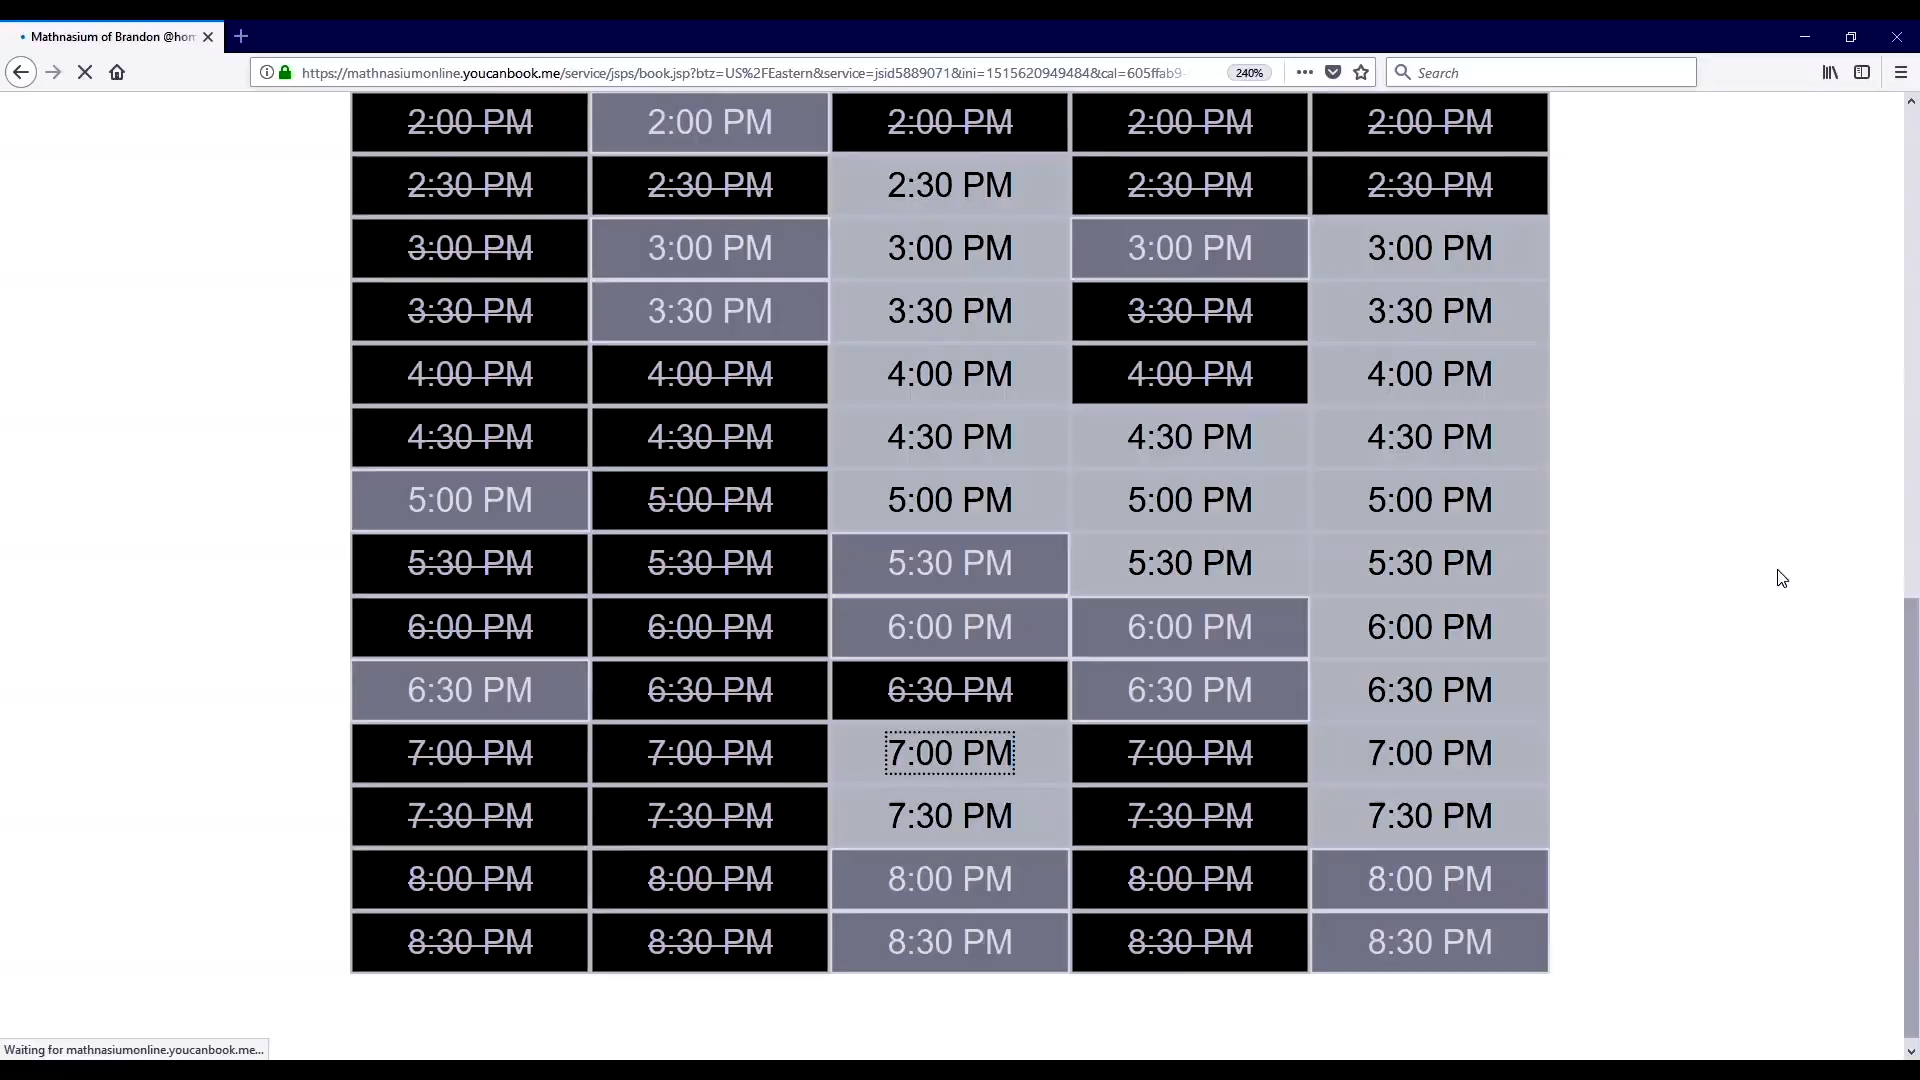 Mathnasium of Brandon @hom
https://mathnasiumonline.youcanbook.me/service/jsps/book.jsp?btz=US%2FEastern&service=jsid5889071&ini=1515620949484&cal=605ffab9-
240%
Search
2:00 PM 2:00 PM 2:00 PM 2:00 PM 2:00 PM
2:30 PM 2:30 PM 2:30 PM 2:30 PM 2:30 PM
3:00 PM 3:00 PM 3:00 PM 3:00 PM 3:00 PM
3:30 PM 3:30 PM 3:30 PM 3:30 PM 3:30 PM
4:00 PM 4:00 PM 4:00 PM 4:00 PM 4:00 PM
4:30 PM 4:30 PM 4:30 PM 4:30 PM 4:30 PM
5:00 PM 5:00 PM 5:00 PM 5:00 PM 5:00 PM
5:30 PM 5:30 PM 5:30 PM 5:30 PM 5:30 PM
6:00 PM 6:00 PM 6:00 PM 6:00 PM 6:00 PM
6:30 PM 6:30 PM 6:30 PM 6:30 PM 6:30 PM
7:00 PM 7:00 PM 7:00 PM 7:00 PM 7:00 PM
7:30 PM 7:30 PM 7:30 PM 7:30 PM 7:30 PM
8:00 PM 8:00 PM 8:00 PM 8:00 PM 8:00 PM
8:30 PM 8:30 PM 8:30 PM 8:30 PM 8:30 PM
Waiting for mathnasiumonline.youcanbook.me...